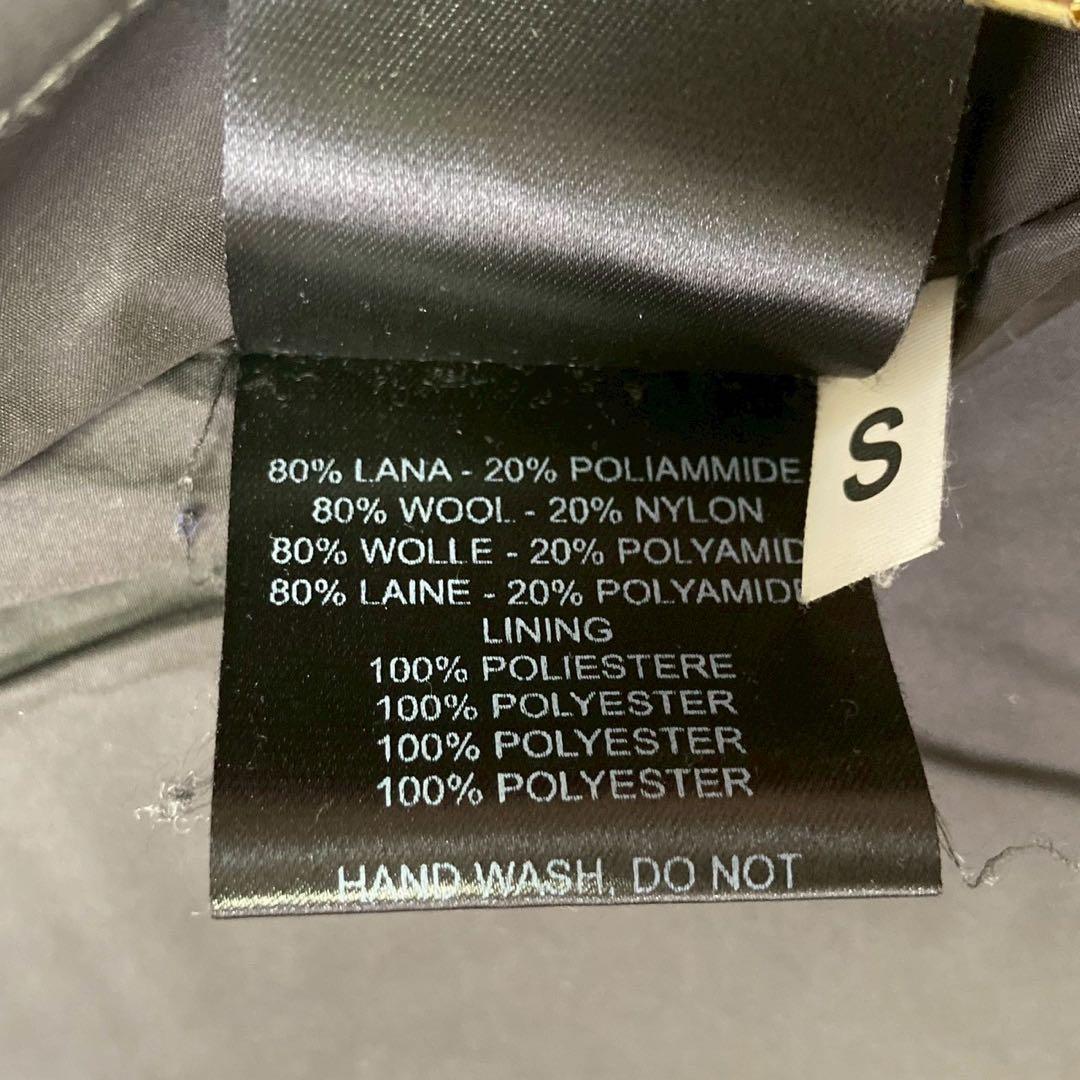 80% LANA - 20% POLIAMMIDE
80% WOOL - 20% NYLON
80% WOLLE - 20% POLYAMID
80% LAINE - 20% POLYAMIDE
LINING
100% POLIESTERE
100% POLYESTER
100% POLYESTER
100% POLYESTER
HAND WASH, DO NOT
S